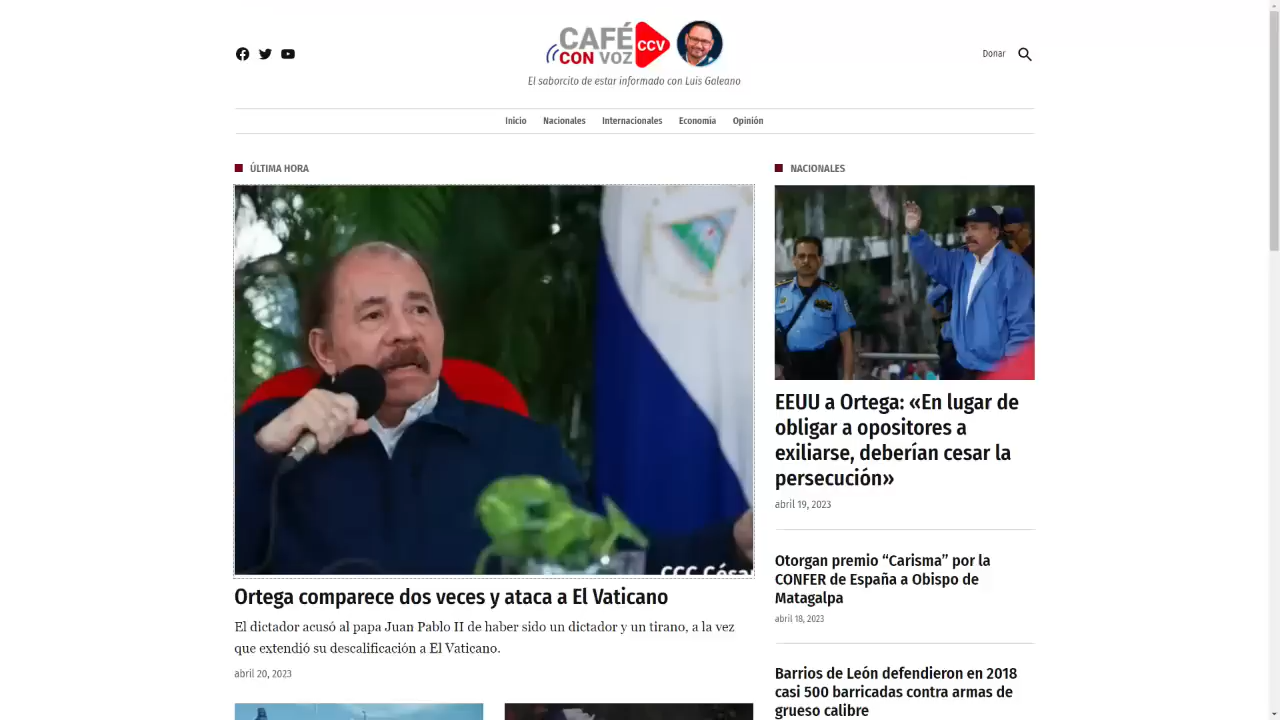 CAFÉ
CON VOZ
CCV
El saborcito de estar informado con Luis Galeano
Donar
Inicio
Nacionales
Internacionales
Economía
Opinión
ÚLTIMA HORA
Ortega comparece dos veces y ataca a El Vaticano
El dictador acusó al papa Juan Pablo II de haber sido un dictador y un tirano, a la vez
que extendió su descalificación a El Vaticano.
abril 20, 2023
NACIONALES
EEUU a Ortega: «En lugar de
obligar a opositores a
exiliarse, deberían cesar la
persecución»
abril 19, 2023
Otorgan premio “Carisma” por la
CONFER de España a Obispo de
Matagalpa
abril 18, 2023
Barrios de León defendieron en 2018
casi 500 barricadas contra armas de
grueso calibre